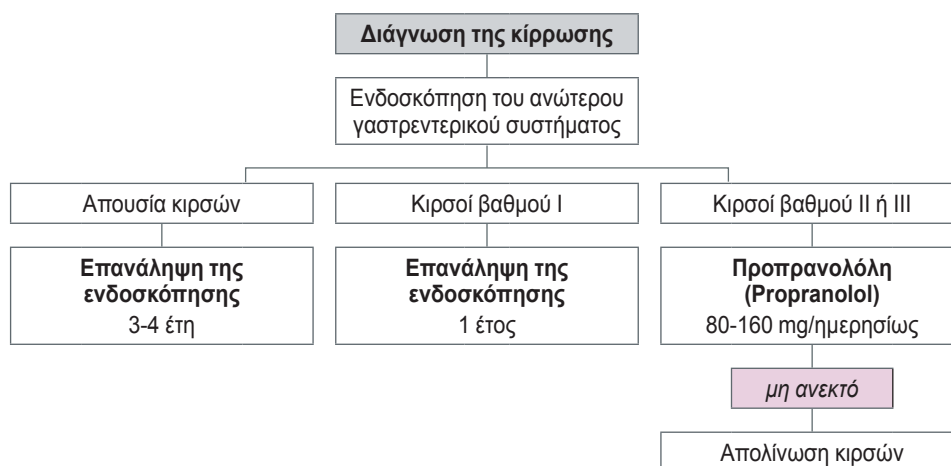 Διάγνωση της κίρρωσης
Ενδοσκόπηση του ανώτερου
γαστρεντερικού συστήματος
Απουσία κιρσών
Κιρσοί βαθμού I
Κιρσοί βαθμού II ή III
Επανάληψη της
ενδοσκόπησης
3-4 έτη
Επανάληψη της
ενδοσκόπησης
1 έτος
Προπρανολόλη
(Propranolol)
80-160 mg/ημερησίως
μη ανεκτό
Απολίνωση κιρσών